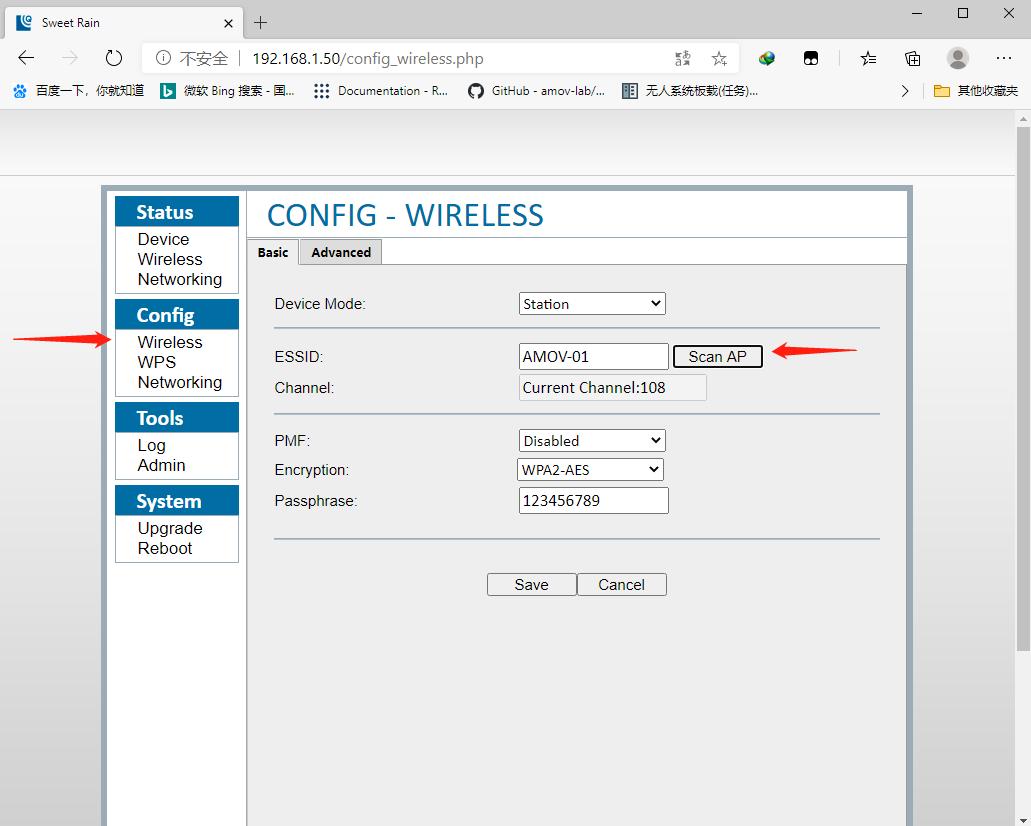 Sweet Rain
不安全 192.168.1.50/config_wireless.php
百度一下，你就知道 微软 Bing 搜索 - 国... Documentation - R... GitHub - amov-lab/... 无人系统板载(任务)... 其他收藏夹
Status
Device
Wireless
Networking
Config
Wireless
WPS
Networking
Tools
Log
Admin
System
Upgrade
Reboot
CONFIG - WIRELESS
Basic Advanced
Device Mode: Station
ESSID: AMOV-01 Scan AP
Channel: Current Channel:108
PMF: Disabled
Encryption: WPA2-AES
Passphrase: 123456789
Save Cancel